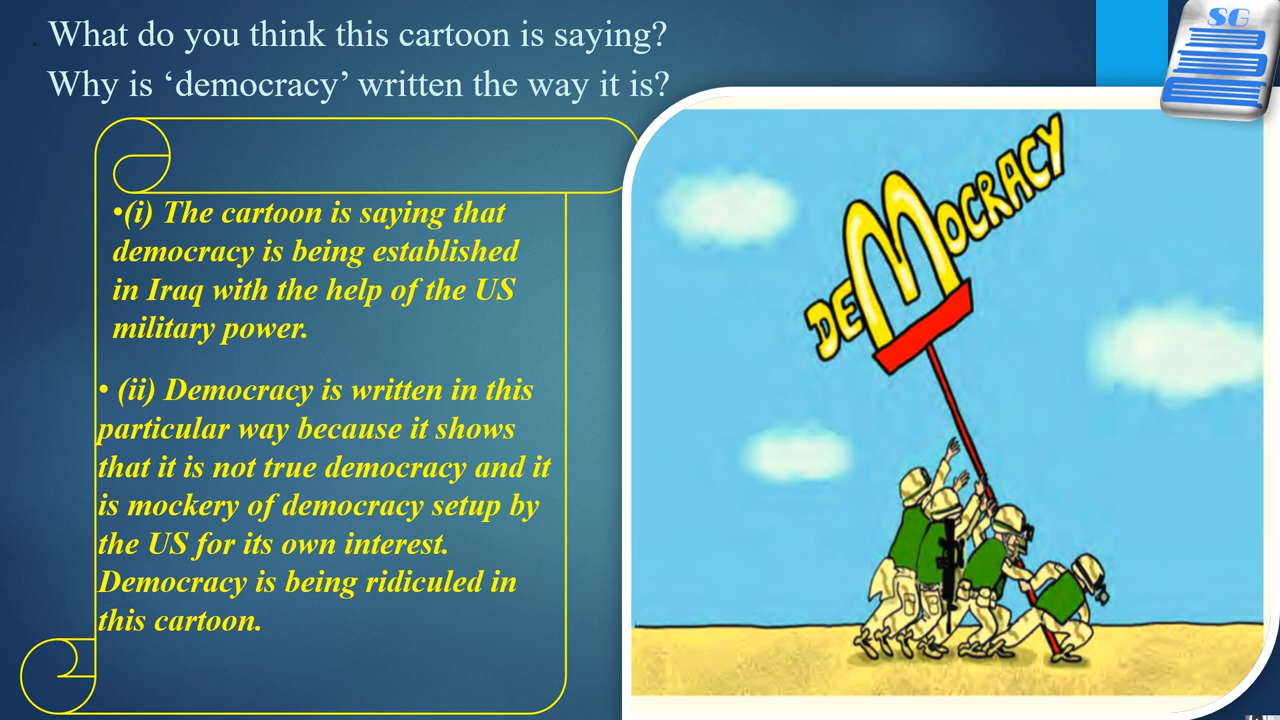 . What do you think this cartoon is saying?
Why is ‘democracy’ written the way it is?
SG
•(i) The cartoon is saying that
democracy is being established
in Iraq with the help of the US
military power.
• (ii) Democracy is written in this
particular way because it shows
that it is not true democracy and it
is mockery of democracy setup by
the US for its own interest.
Democracy is being ridiculed in
this cartoon.
DEMOCRACY